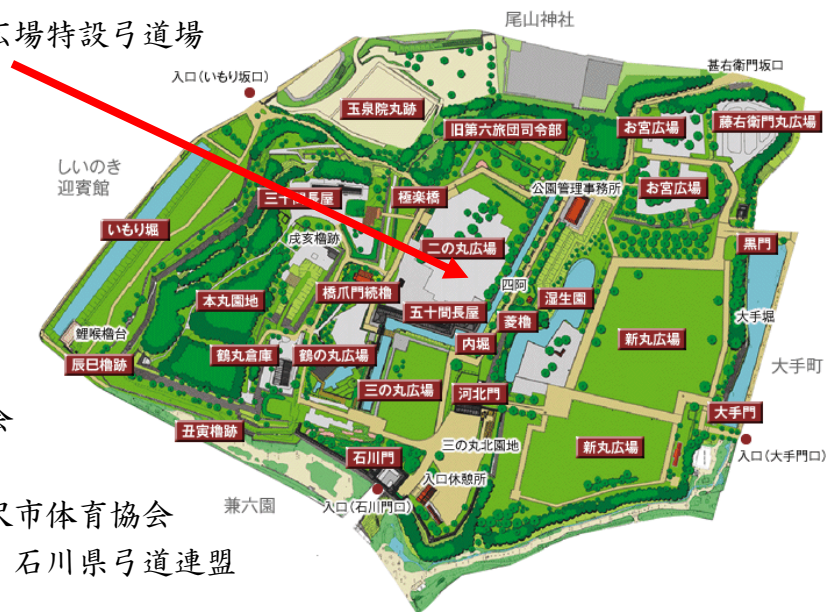 広場特設弓道場
尾山神社
甚右衛門坂口
入口(いもり坂口)
玉泉院丸跡
旧第六旅団司令部
お宮広場
藤右衛門丸広場
しいのき
迎賓館
三十間長屋
極楽橋
公園管理事務所
お宮広場
いもり堀
戌亥櫓跡
二の丸広場
黒門
橋爪門続櫓
四阿
湿生園
本丸園地
五十間長屋
菱櫓
大手堀
鯉喉櫓台
内堀
新丸広場
辰巳櫓跡
鶴丸倉庫
鶴の丸広場
三の丸広場
河北門
大手町
大手門
会
丑寅櫓跡
三の丸北園地
新丸広場
入口(大手門口)
石川門
入口休憩所
兼六園
入口(石川門口)
沢市体育協会
石川県弓道連盟